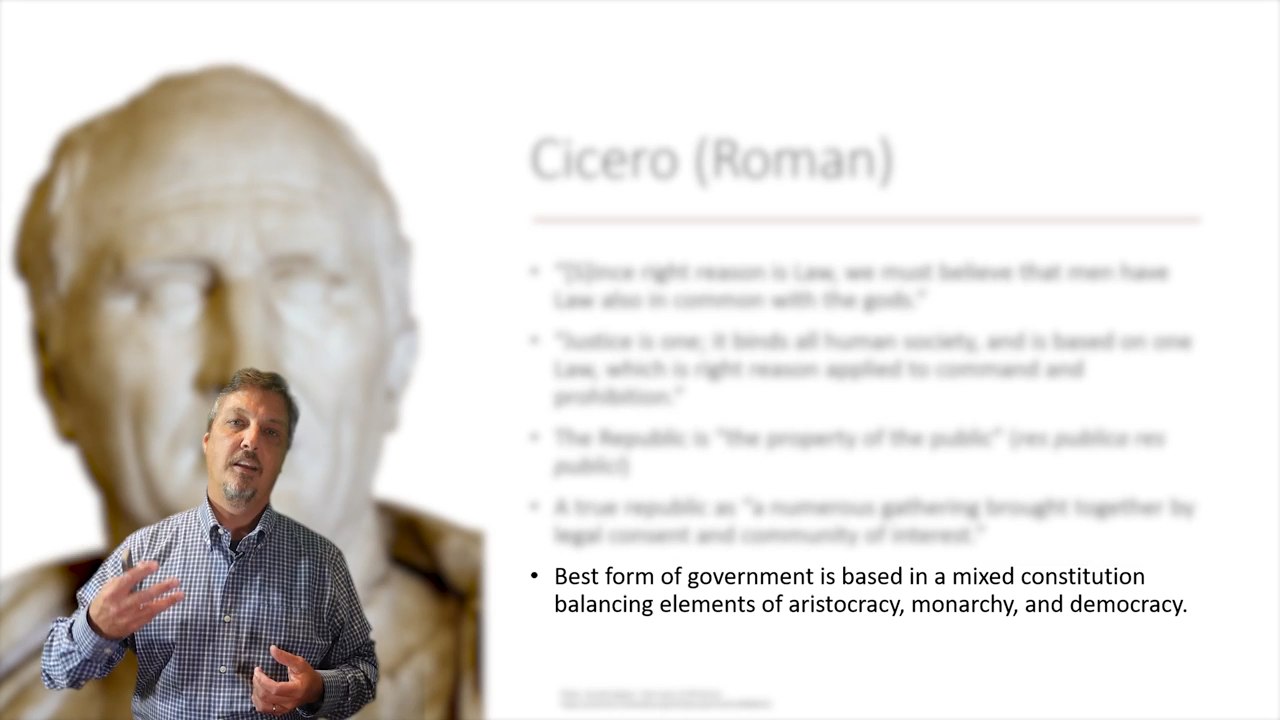 Cicero (Roman)
• "[S]ince right reason is Law, we must believe that men have
Law also in common with the gods."
• "Justice is one; it binds all human society, and is based on one
Law, which is right reason applied to command and
prohibition."
• The Republic is "the property of the public" (res publica res
publici)
• A true republic as "a numerous gathering brought together by
legal consent and community of interest."
• Best form of government is based in a mixed constitution
balancing elements of aristocracy, monarchy, and democracy.